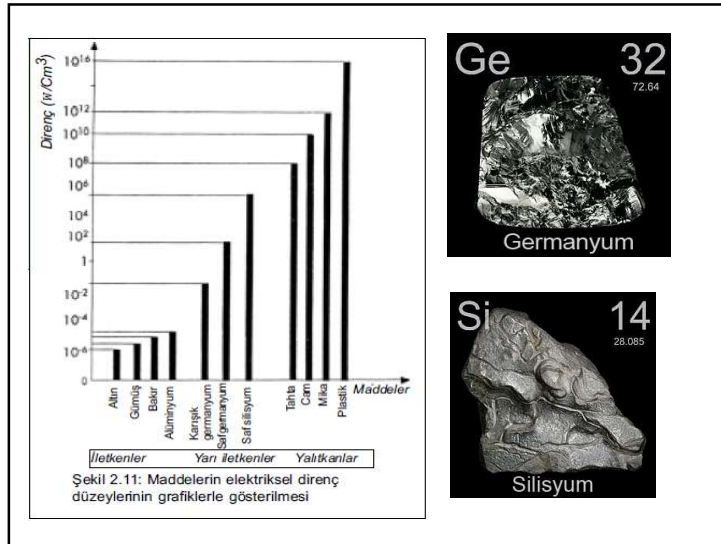 Direnç (w/Cm³)
10¹⁶
10¹²
10¹⁰
10⁸
10⁶
10⁴
10²
1
10⁻²
10⁻⁴
10⁻⁶
0
Maddeler
Altın
Gümüş
Bakır
Alüminyum
Karışık germanyum
Saf germanyum
Saf silisyum
Tahta
Cam
Mika
Plastik
İletkenler Yarı iletkenler Yalıtkanlar
Şekil 2.11: Maddelerin elektriksel direnç
düzeylerinin grafiklerle gösterilmesi
Ge 32
72.64
Germanyum
Si 14
28.085
Silisyum